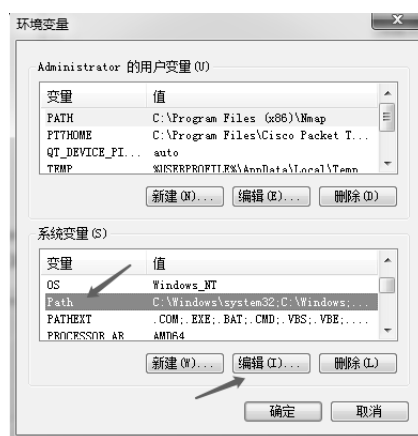 环境变量
Administrator 的用户变量(U)
变量 值
PATH C:\Program Files (x86)\Nmap
PT7HOME C:\Program Files\Cisco Packet T...
QT_DEVICE_PI... auto
TEMP %USERPROFILE%\AppData\Local\Temp
新建(N)... 编辑(E)... 删除(D)
系统变量(S)
变量 值
OS Windows_NT
Path C:\Windows\system32;C:\Windows;...
PATHEXT .COM;.EXE;.BAT;.CMD;.VBS;.VBE;....
PROCESSOR_AR AMD64
新建(W)... 编辑(I)... 删除(L)
确定 取消